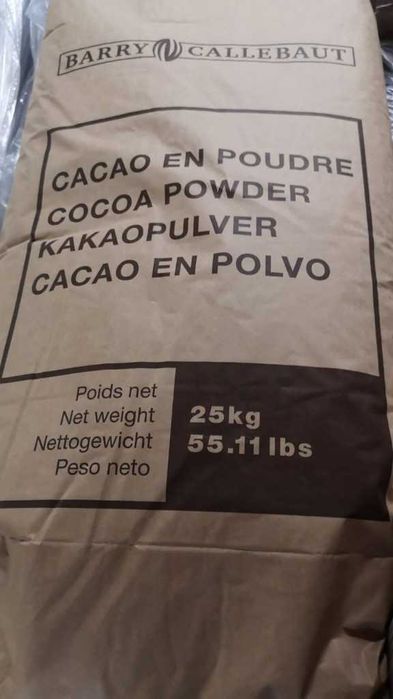 BARRY CALLEBAUT
CACAO EN POUDRE
COCOA POWDER
KAKAOPULVER
CACAO EN POLVO
Poids net
Net weight 25kg
Nettogewicht 55.11 lbs
Peso neto